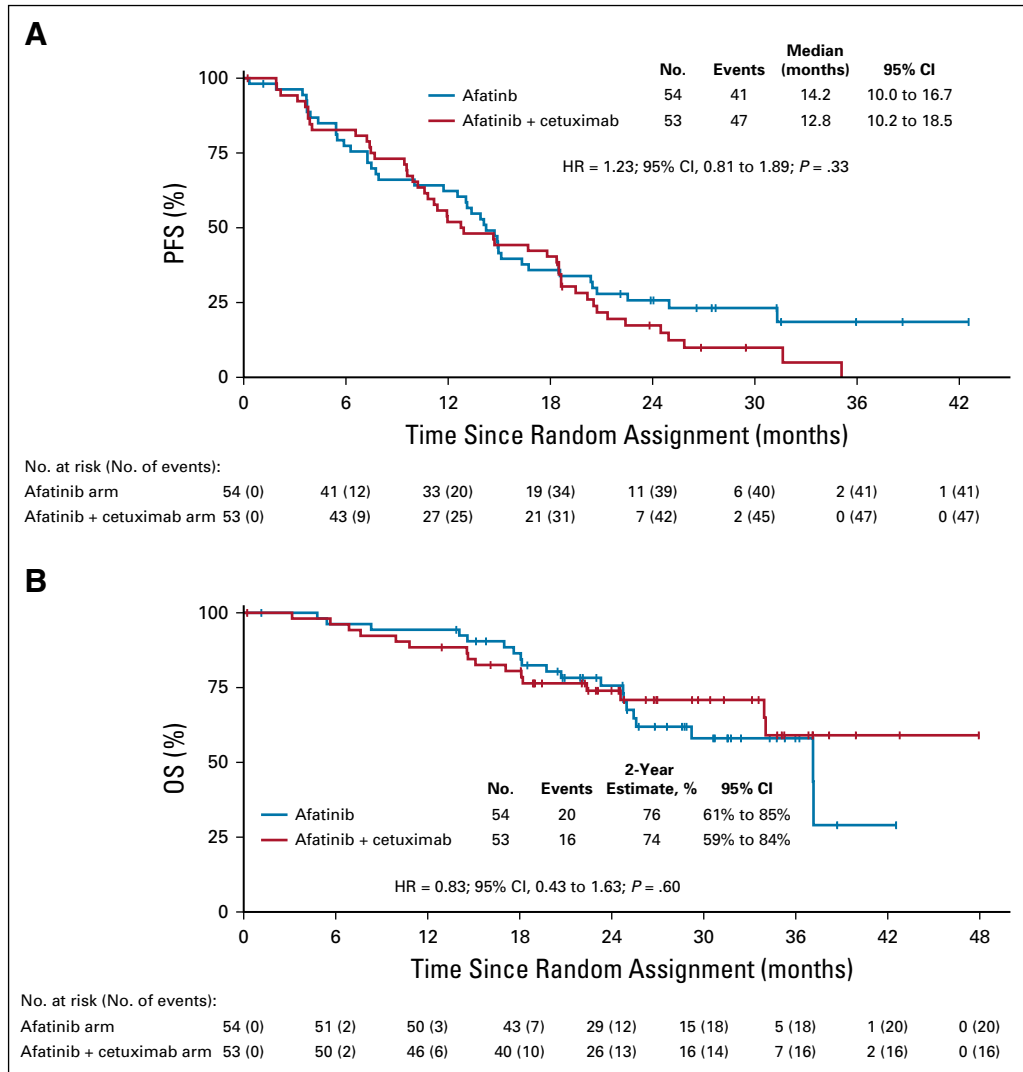 A
Median
(months)
No. Events 95% CI
Afatinib 54 41 14.2 10.0 to 16.7
Afatinib + cetuximab 53 47 12.8 10.2 to 18.5
HR = 1.23; 95% CI, 0.81 to 1.89; P = .33
PFS (%)
100
75
50
25
0
0 6 12 18 24 30 36 42
Time Since Random Assignment (months)
No. at risk (No. of events):
Afatinib arm 54 (0) 41 (12) 33 (20) 19 (34) 11 (39) 6 (40) 2 (41) 1 (41)
Afatinib + cetuximab arm 53 (0) 43 (9) 27 (25) 21 (31) 7 (42) 2 (45) 0 (47) 0 (47)
B
OS (%)
100
75
50
25
0
2-Year
No. Events Estimate, % 95% CI
Afatinib 54 20 76 61% to 85%
Afatinib + cetuximab 53 16 74 59% to 84%
HR = 0.83; 95% CI, 0.43 to 1.63; P = .60
0 6 12 18 24 30 36 42 48
Time Since Random Assignment (months)
No. at risk (No. of events):
Afatinib arm 54 (0) 51 (2) 50 (3) 43 (7) 29 (12) 15 (18) 5 (18) 1 (20) 0 (20)
Afatinib + cetuximab arm 53 (0) 50 (2) 46 (6) 40 (10) 26 (13) 16 (14) 7 (16) 2 (16) 0 (16)